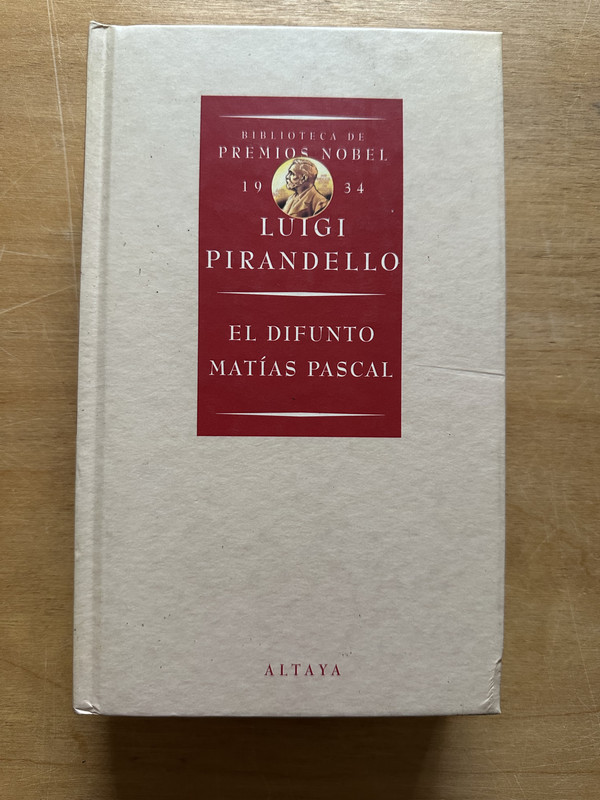 BIBLIOTECA DE
PREMIOS NOBEL
19 34
LUIGI
PIRANDELLO
EL DIFUNTO
MATÍAS PASCAL
ALTAYA